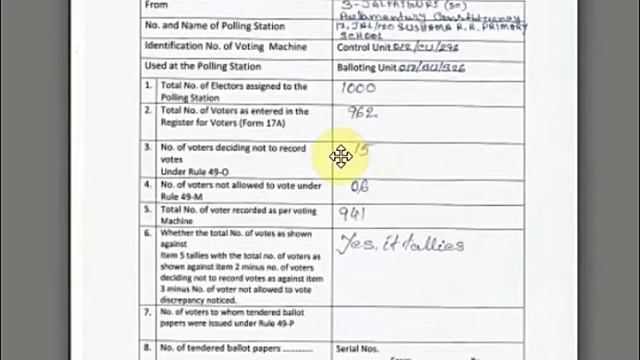 From
3-JALPAIGURI (SC)
Parliamentary Constituency
No. and Name of Polling Station
17, JAL/120 SUSHAMA R.R. PRIMARY
SCHOOL
Identification No. of Voting Machine
Control Unit 012/CU/296
Used at the Polling Station
Balloting Unit 017/BU/326
1. Total No. of Electors assigned to the
Polling Station
1000
2. Total No. of Voters as entered in the
Register for Voters (Form 17A)
962
3. No. of voters deciding not to record
votes
Under Rule 49-O
15
4. No. of voters not allowed to vote under
Rule 49-M
06
5. Total No. of voter recorded as per voting
Machine
941
6. Whether the total No. of votes as shown
against
Item 5 tallies with the total no. of voters as
shown against item 2 minus no. of voters
deciding not to record votes as against item
3 minus No. of voter not allowed to vote
discrepancy noticed.
Yes, it tallies
7. No. of voters to whom tendered ballot
papers were issued under Rule 49-P
8. No. of tendered ballot papers ............
Serial Nos.